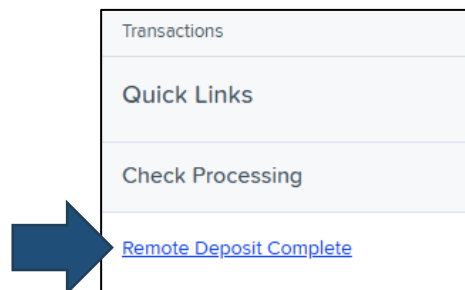 Transactions
Quick Links
Check Processing
Remote Deposit Complete